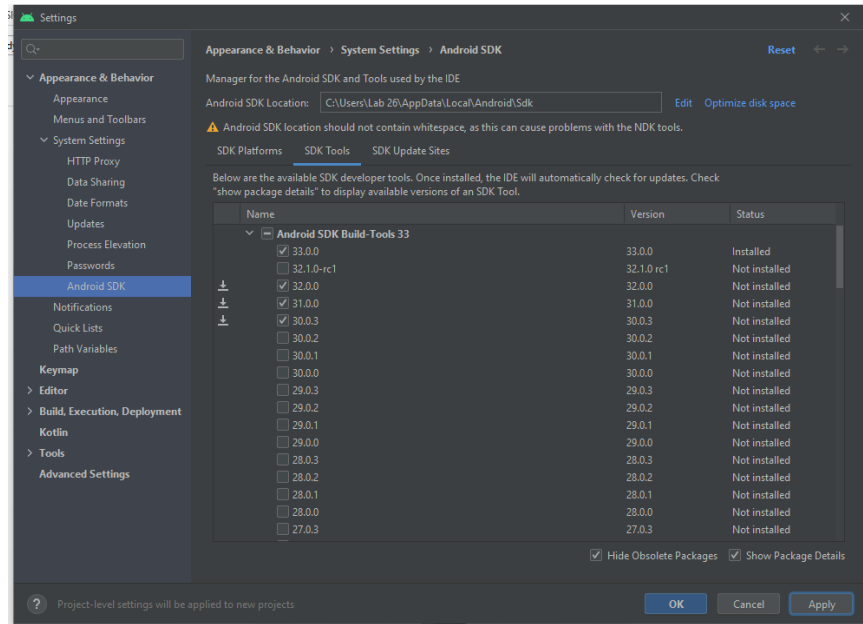 Settings
Appearance & Behavior
Appearance
Menus and Toolbars
System Settings
HTTP Proxy
Data Sharing
Date Formats
Updates
Process Elevation
Passwords
Android SDK
Notifications
Quick Lists
Path Variables
Keymap
Editor
Build, Execution, Deployment
Kotlin
Tools
Advanced Settings
Appearance & Behavior › System Settings › Android SDK Reset
Manager for the Android SDK and Tools used by the IDE
Android SDK Location: C:\Users\Lab 26\AppData\Local\Android\Sdk Edit Optimize disk space
Android SDK location should not contain whitespace, as this can cause problems with the NDK tools.
SDK Platforms SDK Tools SDK Update Sites
Below are the available SDK developer tools. Once installed, the IDE will automatically check for updates. Check
"show package details" to display available versions of an SDK Tool.
Name Version Status
Android SDK Build-Tools 33
33.0.0 33.0.0 Installed
32.1.0-rc1 32.1.0 rc1 Not installed
32.0.0 32.0.0 Not installed
31.0.0 31.0.0 Not installed
30.0.3 30.0.3 Not installed
30.0.2 30.0.2 Not installed
30.0.1 30.0.1 Not installed
30.0.0 30.0.0 Not installed
29.0.3 29.0.3 Not installed
29.0.2 29.0.2 Not installed
29.0.1 29.0.1 Not installed
29.0.0 29.0.0 Not installed
28.0.3 28.0.3 Not installed
28.0.2 28.0.2 Not installed
28.0.1 28.0.1 Not installed
28.0.0 28.0.0 Not installed
27.0.3 27.0.3 Not installed
Hide Obsolete Packages Show Package Details
? Project-level settings will be applied to new projects
OK Cancel Apply